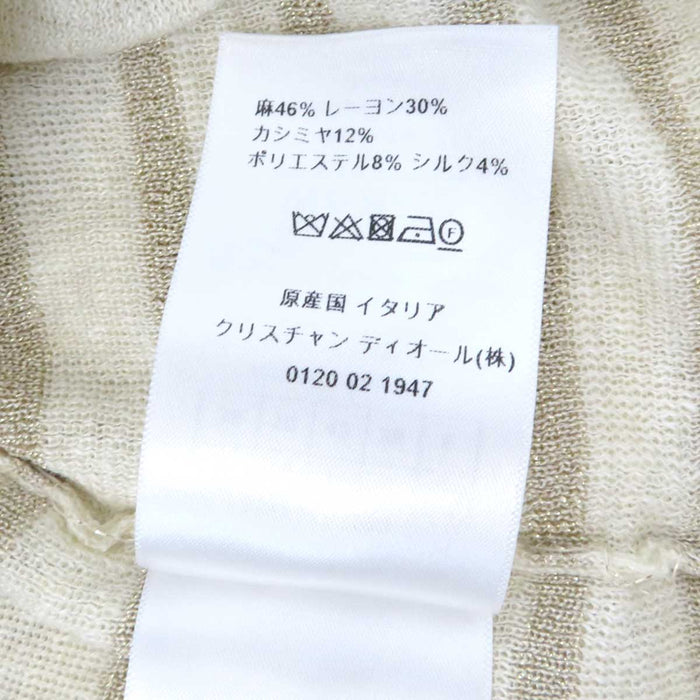 麻46% レーヨン30%
カシミヤ12%
ポリエステル8% シルク4%
F
原産国 イタリア
クリスチャン ディオール(株)
0120 02 1947